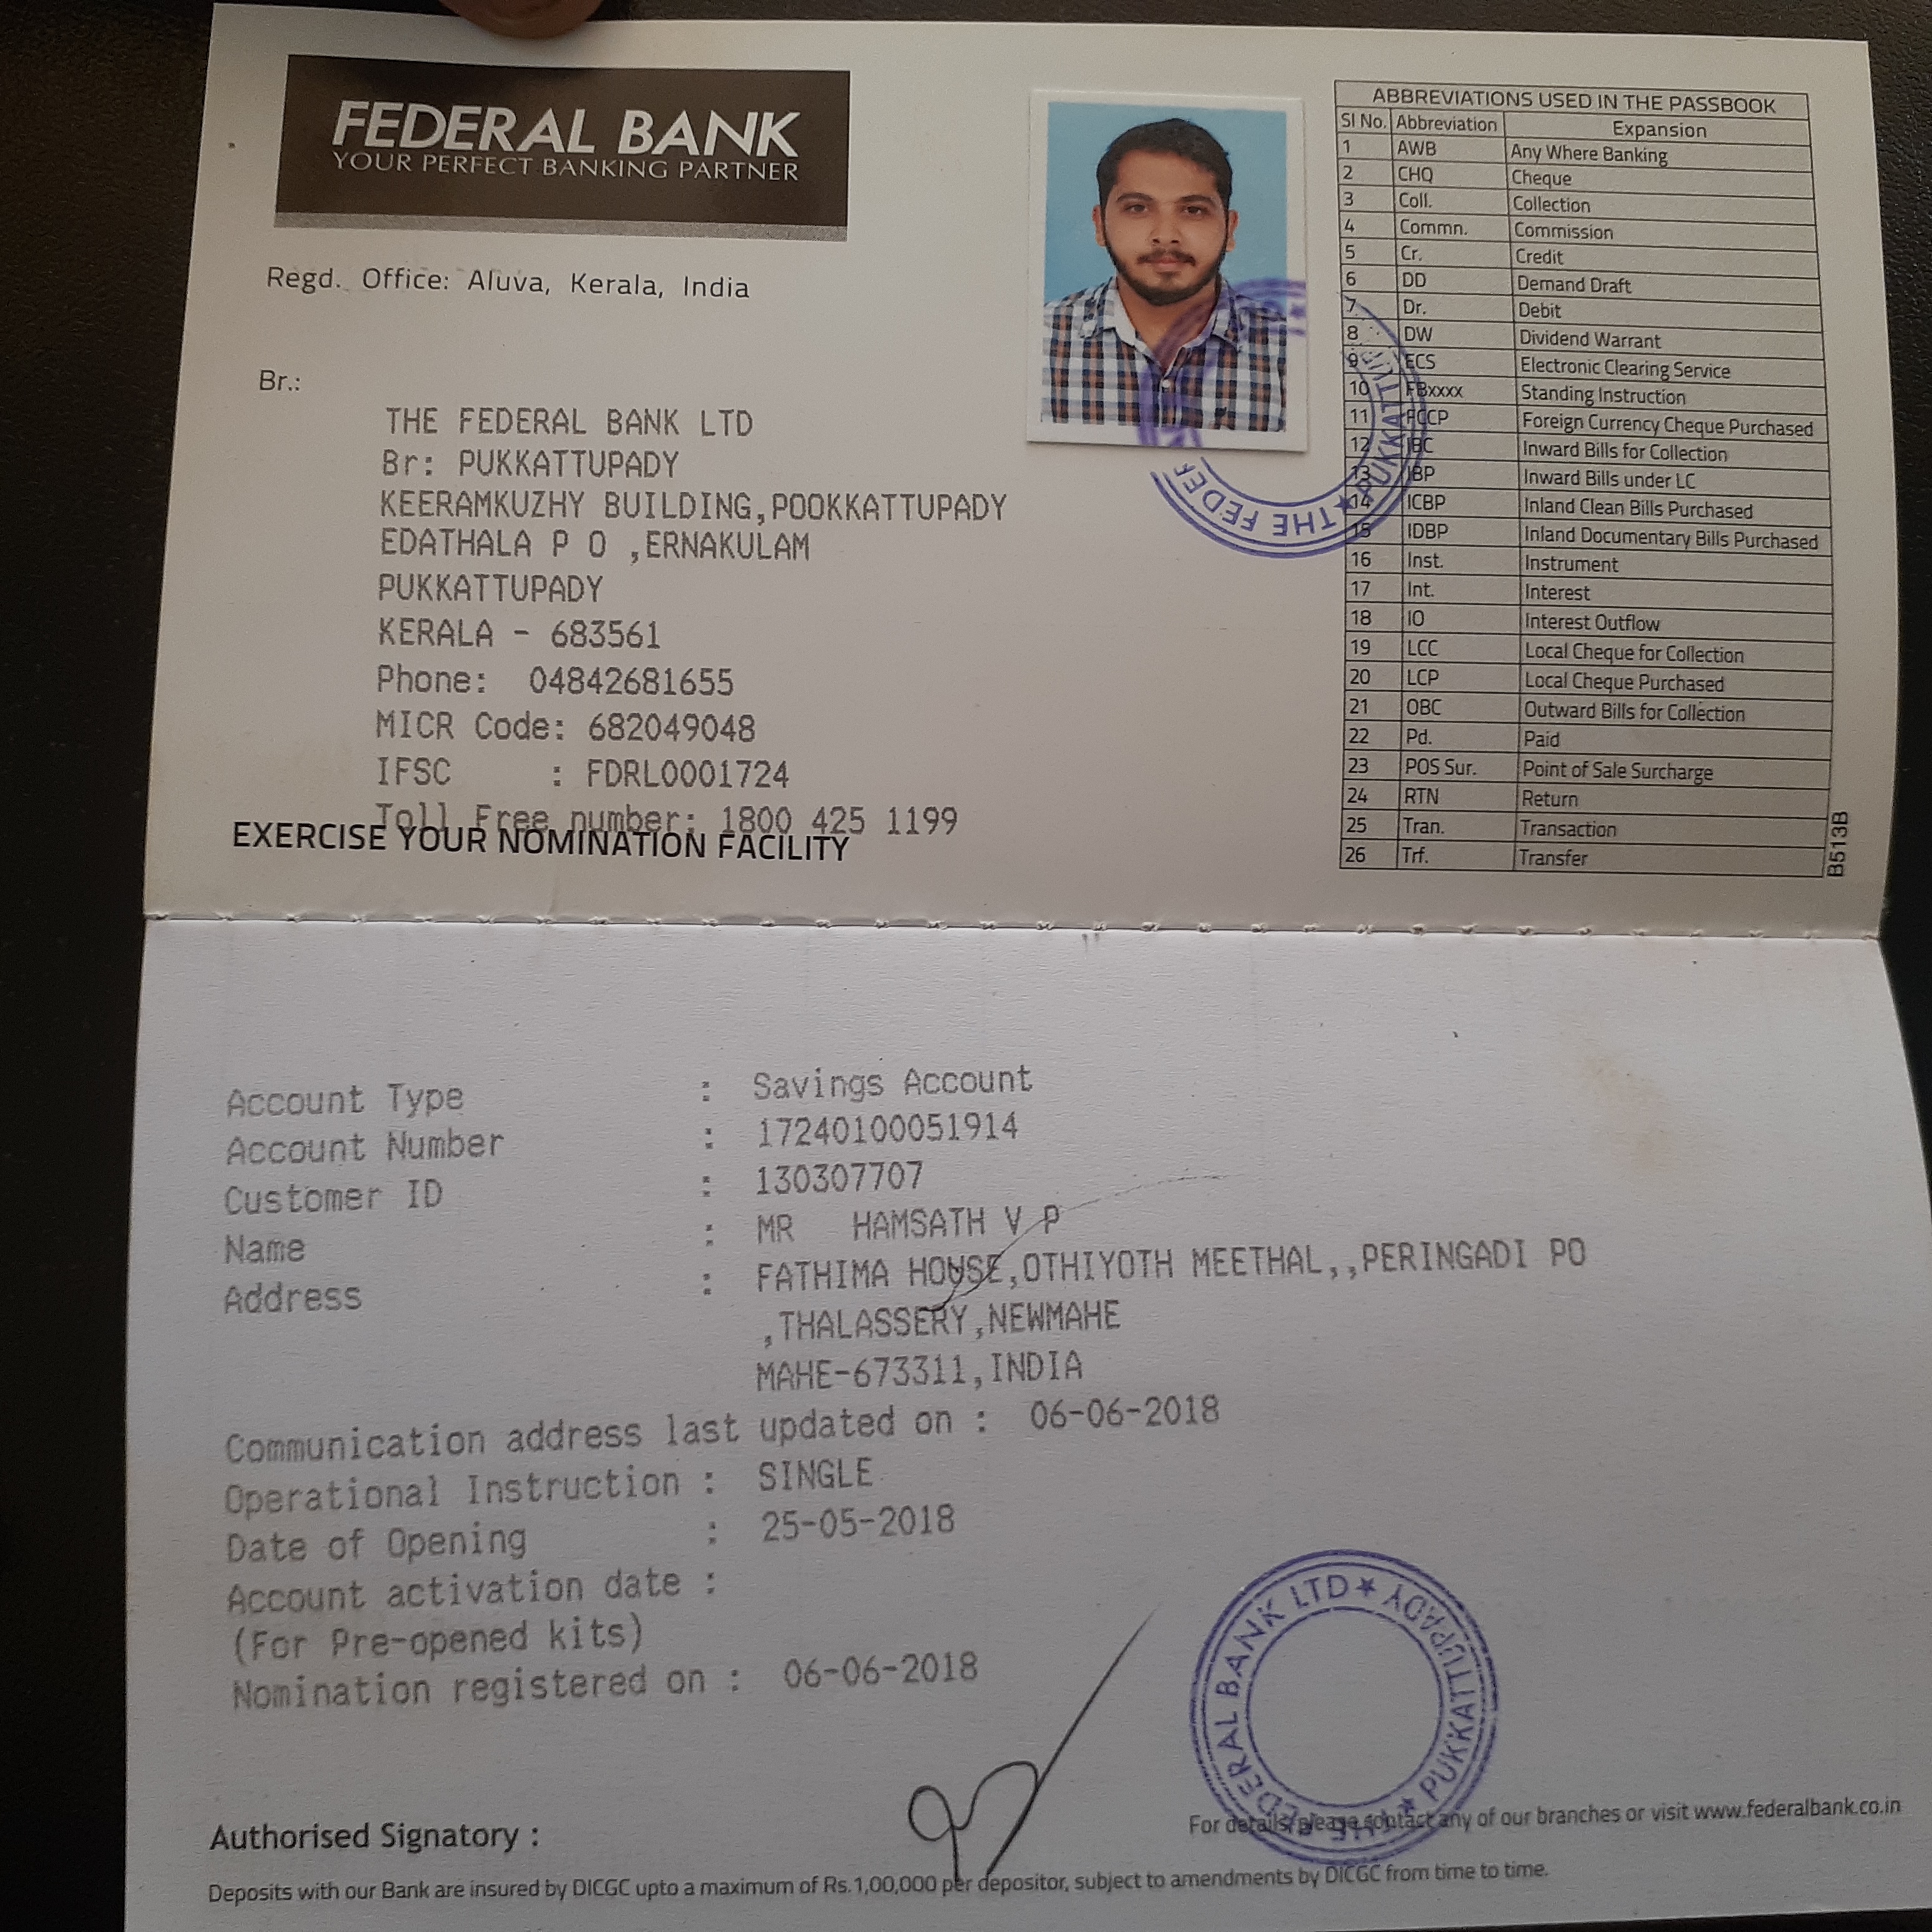 FEDERAL BANK
YOUR PERFECT BANKING PARTNER
Regd. Office: Aluva, Kerala, India
Br.:
THE FEDERAL BANK LTD
Br: PUKKATTUPADY
KEERAMKUZHY BUILDING,POOKKATTUPADY
EDATHALA P O ,ERNAKULAM
PUKKATTUPADY
KERALA - 683561
Phone: 04842681655
MICR Code: 682049048
IFSC : FDRL0001724
Toll Free number: 1800 425 1199
EXERCISE YOUR NOMINATION FACILITY
THE FEDER
PUKKATTU
ABBREVIATIONS USED IN THE PASSBOOK
Sl No. Abbreviation Expansion
1 AWB Any Where Banking
2 CHQ Cheque
3 Coll. Collection
4 Commn. Commission
5 Cr. Credit
6 DD Demand Draft
7 Dr. Debit
8 DW Dividend Warrant
9 ECS Electronic Clearing Service
10 FBxxxx Standing Instruction
11 FCCP Foreign Currency Cheque Purchased
12 IBC Inward Bills for Collection
13 IBP Inward Bills under LC
14 ICBP Inland Clean Bills Purchased
15 IDBP Inland Documentary Bills Purchased
16 Inst. Instrument
17 Int. Interest
18 IO Interest Outflow
19 LCC Local Cheque for Collection
20 LCP Local Cheque Purchased
21 OBC Outward Bills for Collection
22 Pd. Paid
23 POS Sur. Point of Sale Surcharge
24 RTN Return
25 Tran. Transaction
26 Trf. Transfer
B513B
Account Type : Savings Account
Account Number : 17240100051914
Customer ID : 130307707
Name : MR HAMSATH V P
Address : FATHIMA HOUSE,OTHIYOTH MEETHAL,,PERINGADI PO
,THALASSERY,NEWMAHE
MAHE-673311,INDIA
Communication address last updated on : 06-06-2018
Operational Instruction : SINGLE
Date of Opening : 25-05-2018
Account activation date :
(For Pre-opened kits)
Nomination registered on : 06-06-2018
FEDERAL BANK LTD
PUKKATTUPADY
Authorised Signatory :
For details please contact any of our branches or visit www.federalbank.co.in
Deposits with our Bank are insured by DICGC upto a maximum of Rs.1,00,000 per depositor, subject to amendments by DICGC from time to time.